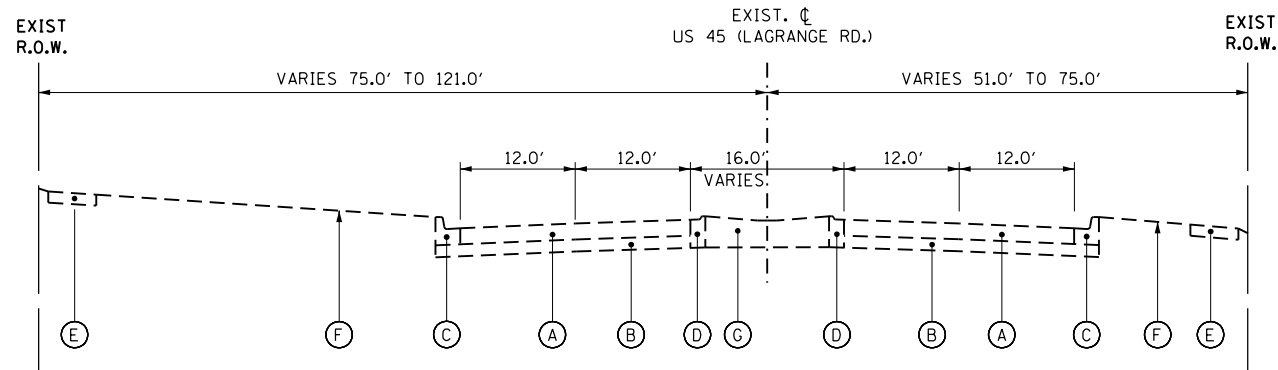 EXIST
R.O.W.
EXIST. ℄
US 45 (LAGRANGE RD.)
EXIST
R.O.W.
VARIES 75.0' TO 121.0'
VARIES 51.0' TO 75.0'
12.0'
12.0'
16.0'
VARIES
12.0'
12.0'
E
F
C
A
B
D
G
D
B
A
C
F
E